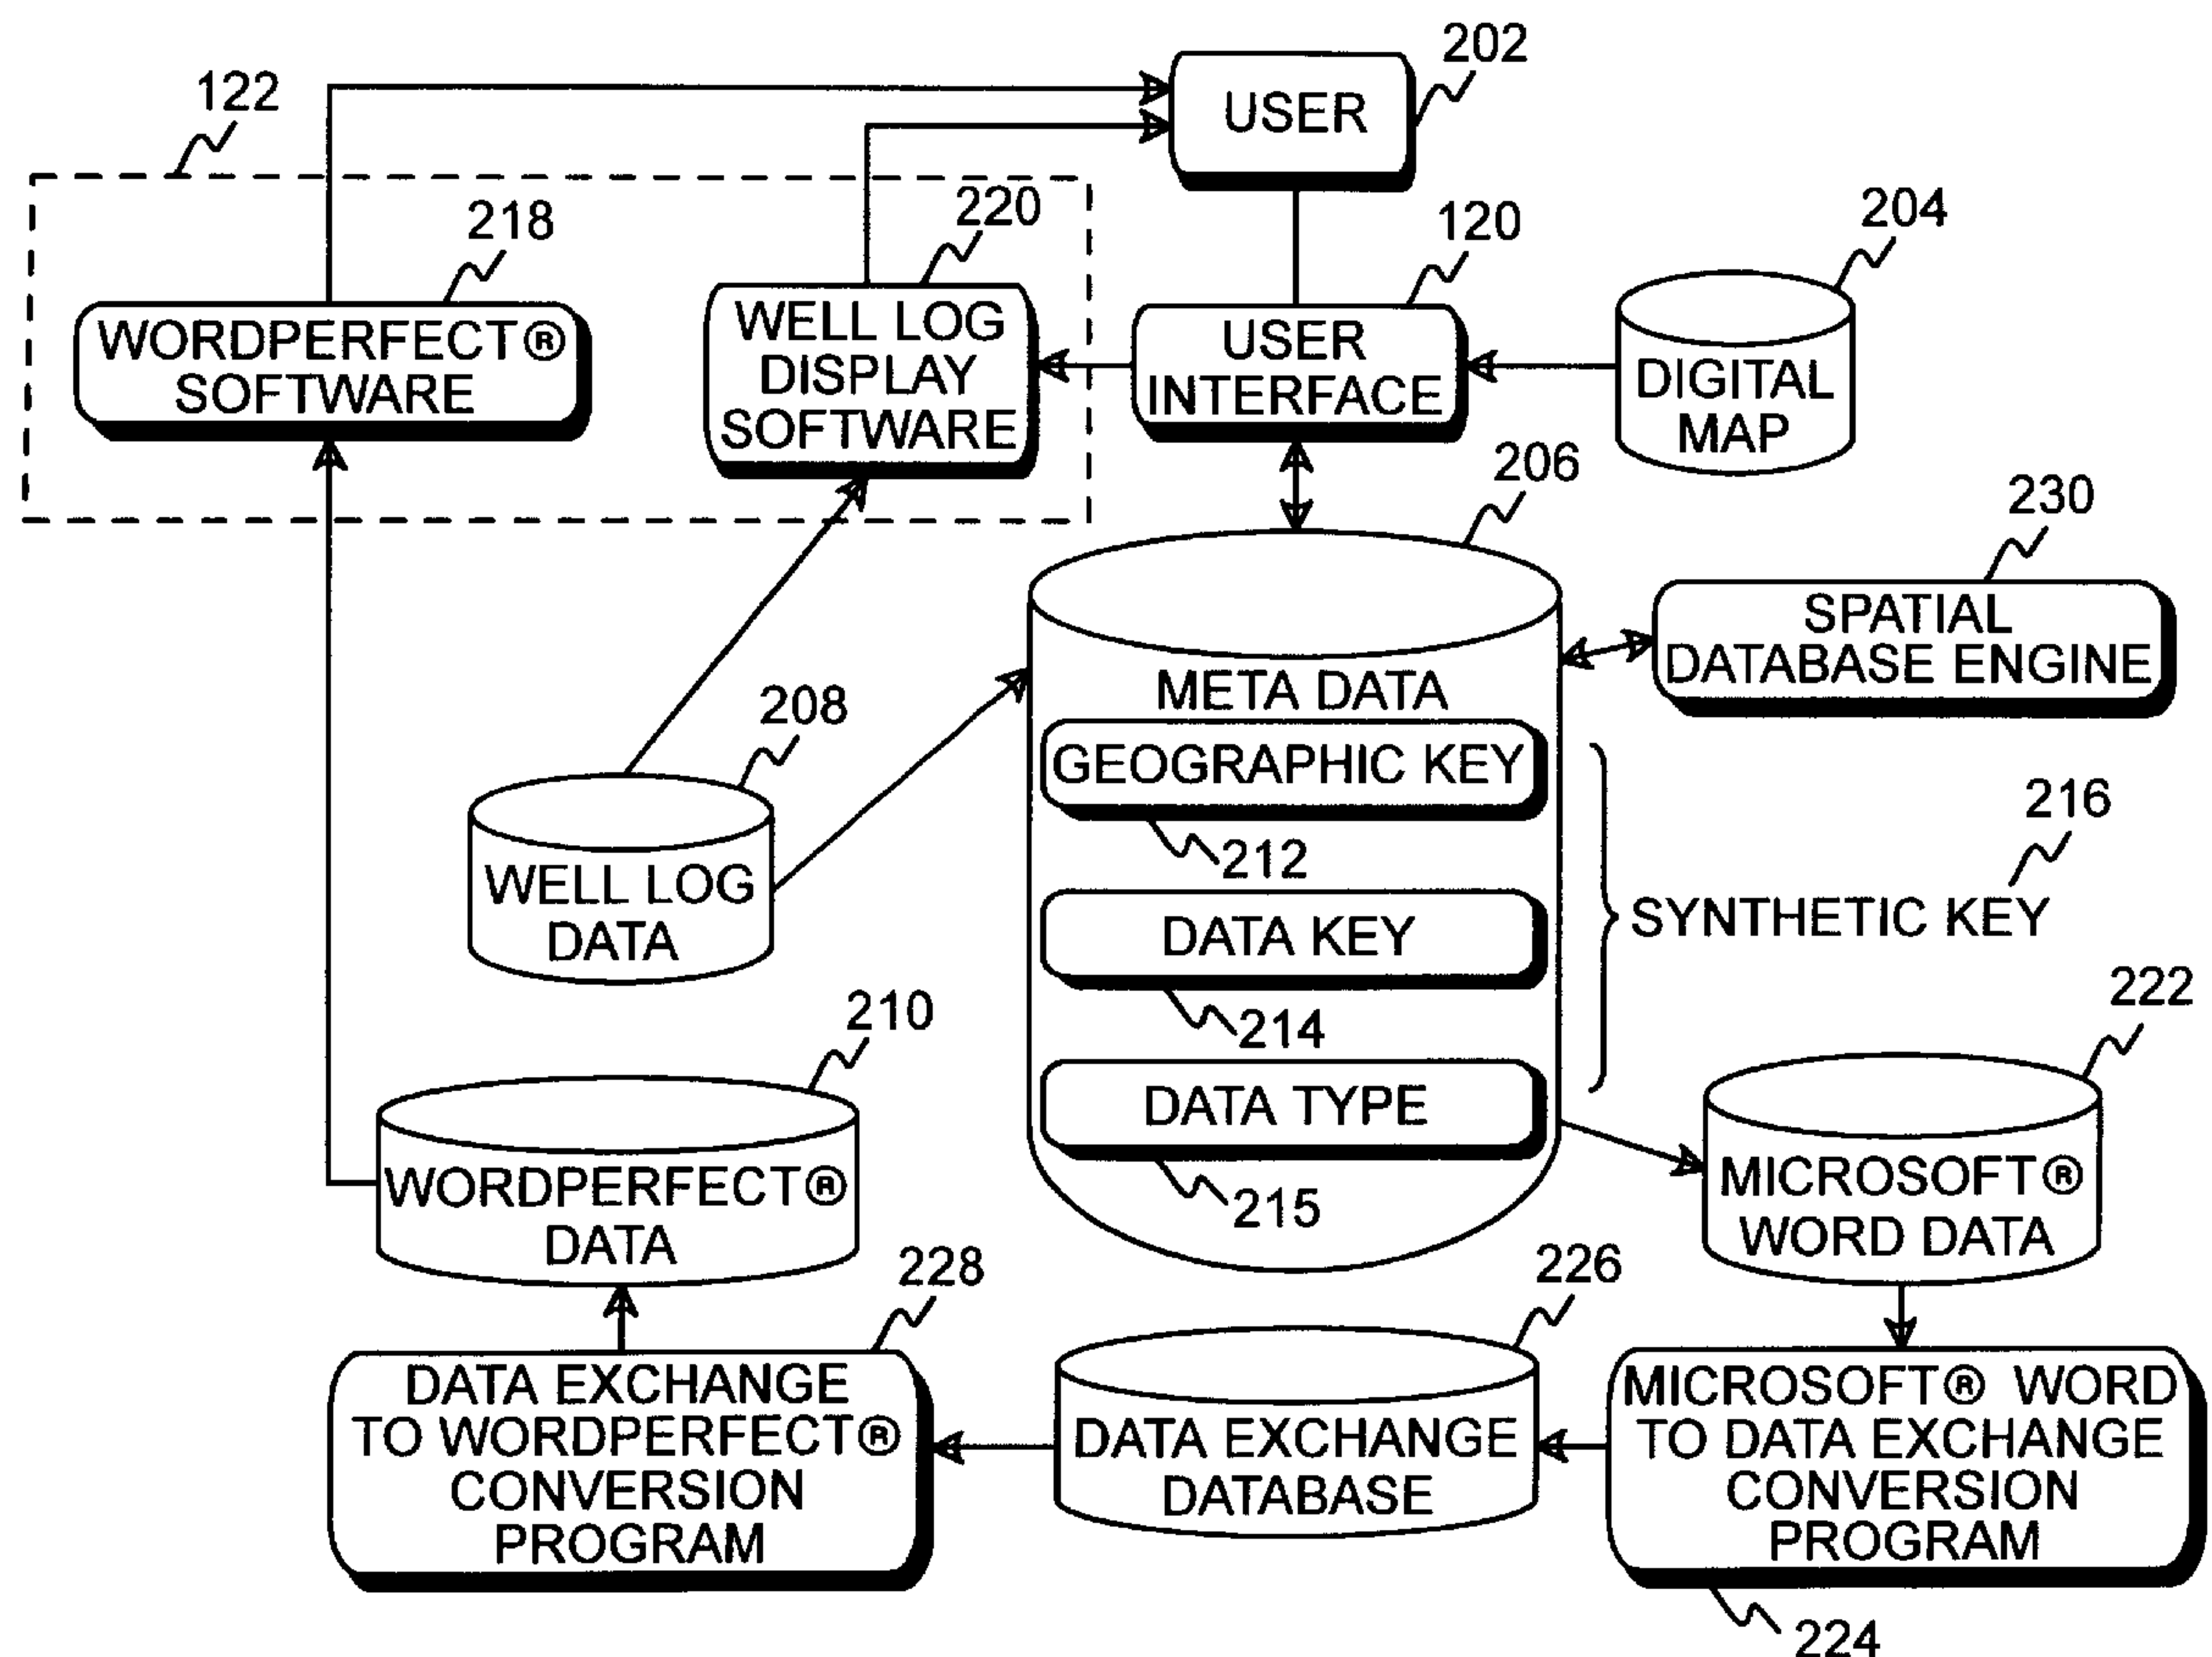 202
USER
122
218
220
120
204
WORDPERFECT®
SOFTWARE
WELL LOG
DISPLAY
SOFTWARE
USER
INTERFACE
DIGITAL
MAP
206
230
SPATIAL
DATABASE ENGINE
META DATA
208
GEOGRAPHIC KEY
212
216
WELL LOG
DATA
DATA KEY
SYNTHETIC KEY
214
210
222
DATA TYPE
215
WORDPERFECT®
DATA
MICROSOFT®
WORD DATA
228
226
DATA EXCHANGE
TO WORDPERFECT®
CONVERSION
PROGRAM
DATA EXCHANGE
DATABASE
MICROSOFT® WORD
TO DATA EXCHANGE
CONVERSION
PROGRAM
224